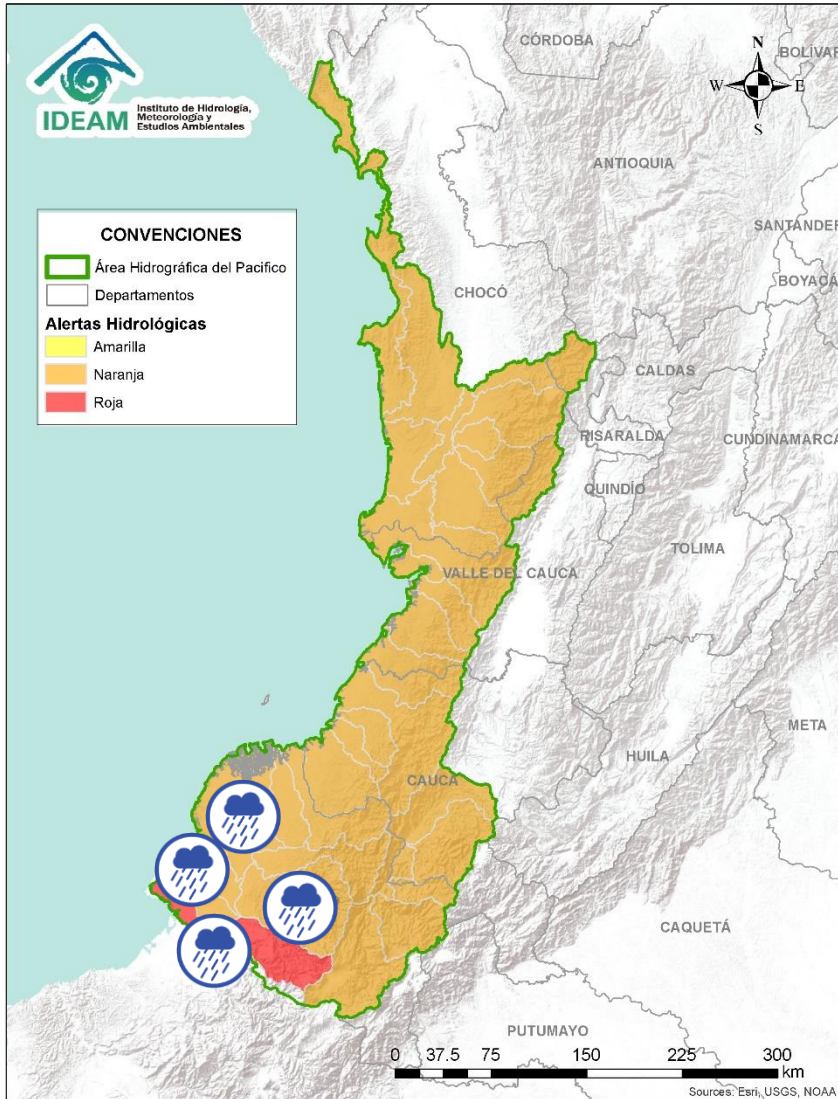 IDEAM
Instituto de Hidrología,
Meteorología y
Estudios Ambientales
N
W
E
S
CÓRDOBA
BOLÍVAR
ANTIOQUIA
SANTANDER
BOYACÁ
CHOCÓ
CALDAS
RISARALDA
CUNDINAMARCA
QUINDÍO
TOLIMA
VALLE DEL CAUCA
META
HUILA
CAUCA
CAQUETÁ
PUTUMAYO
CONVENCIONES
Área Hidrográfica del Pacifico
Departamentos
Alertas Hidrológicas
Amarilla
Naranja
Roja
0 37.5 75 150 225 300
km
Sources: Esri, USGS, NOAA